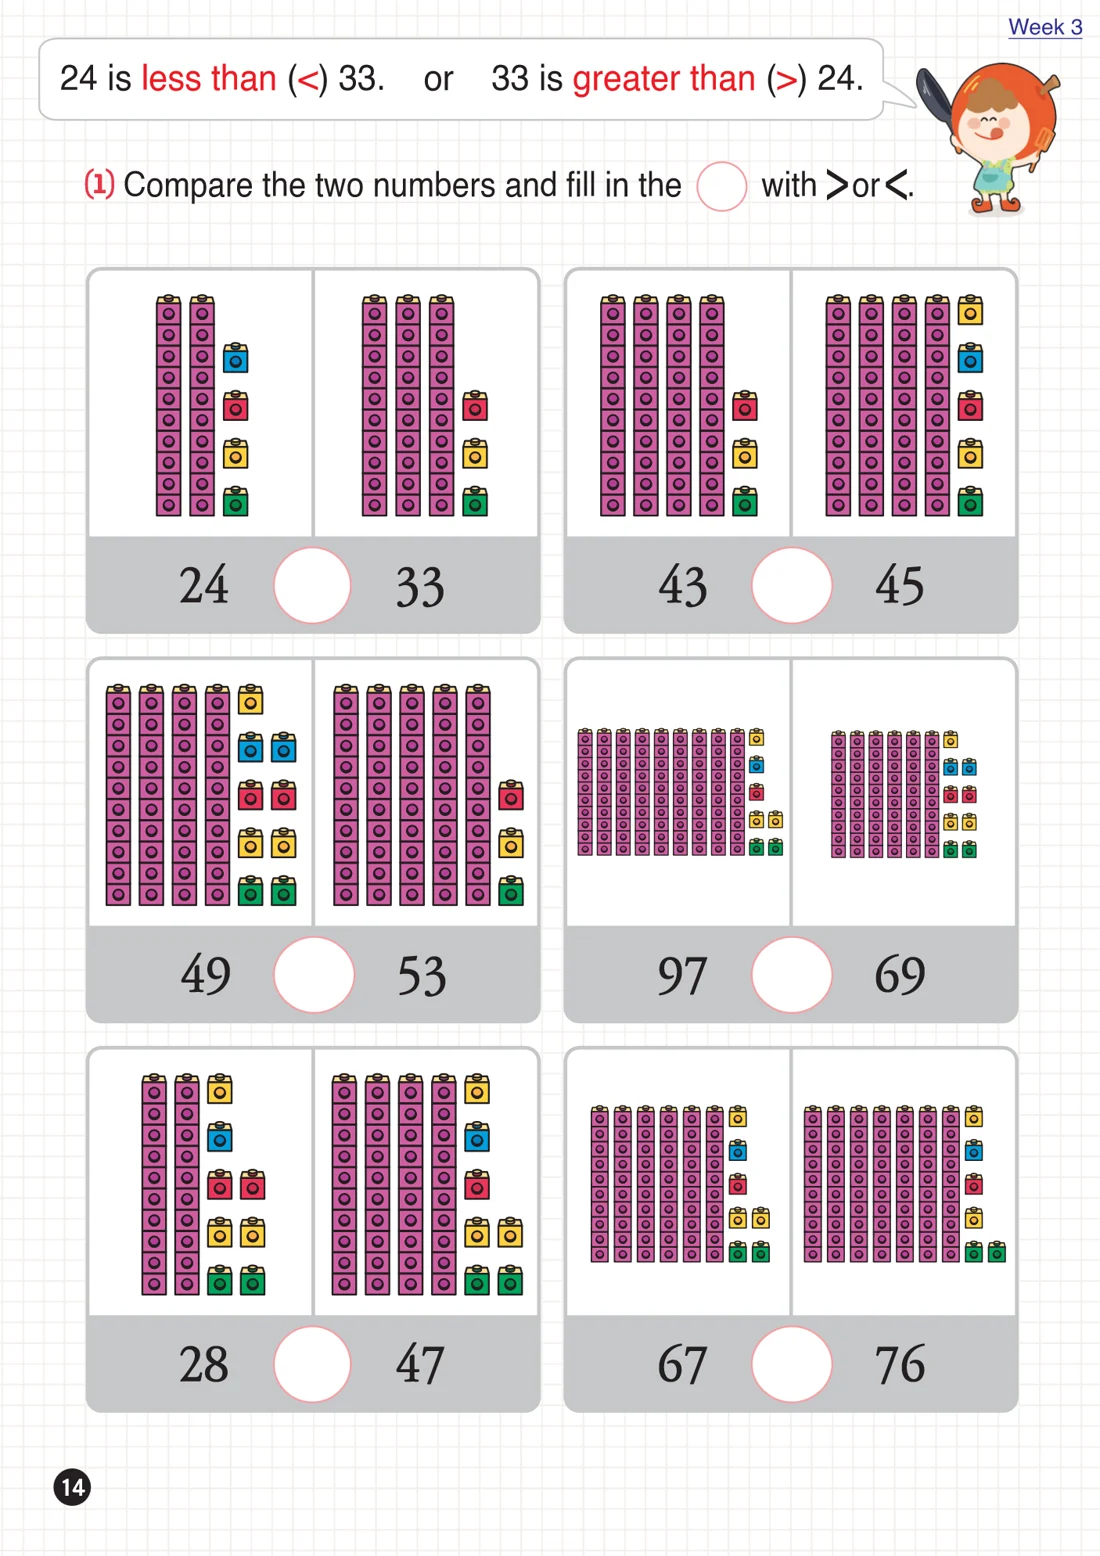 Week 3
24 is less than (<) 33. or 33 is greater than (>) 24.
(1) Compare the two numbers and fill in the with > or <.
24 33
43 45
49 53
97 69
28 47
67 76
14